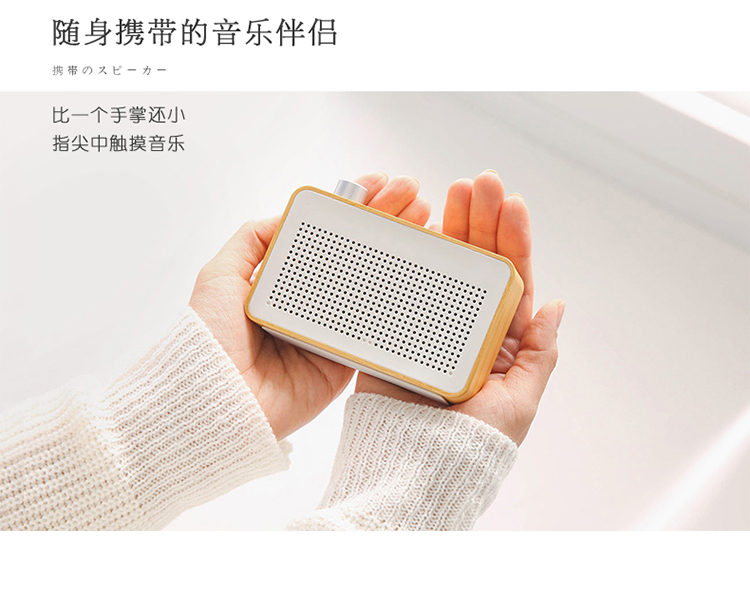 随身携带的音乐伴侣
携帯のスピーカー
比一个手掌还小
指尖中触摸音乐